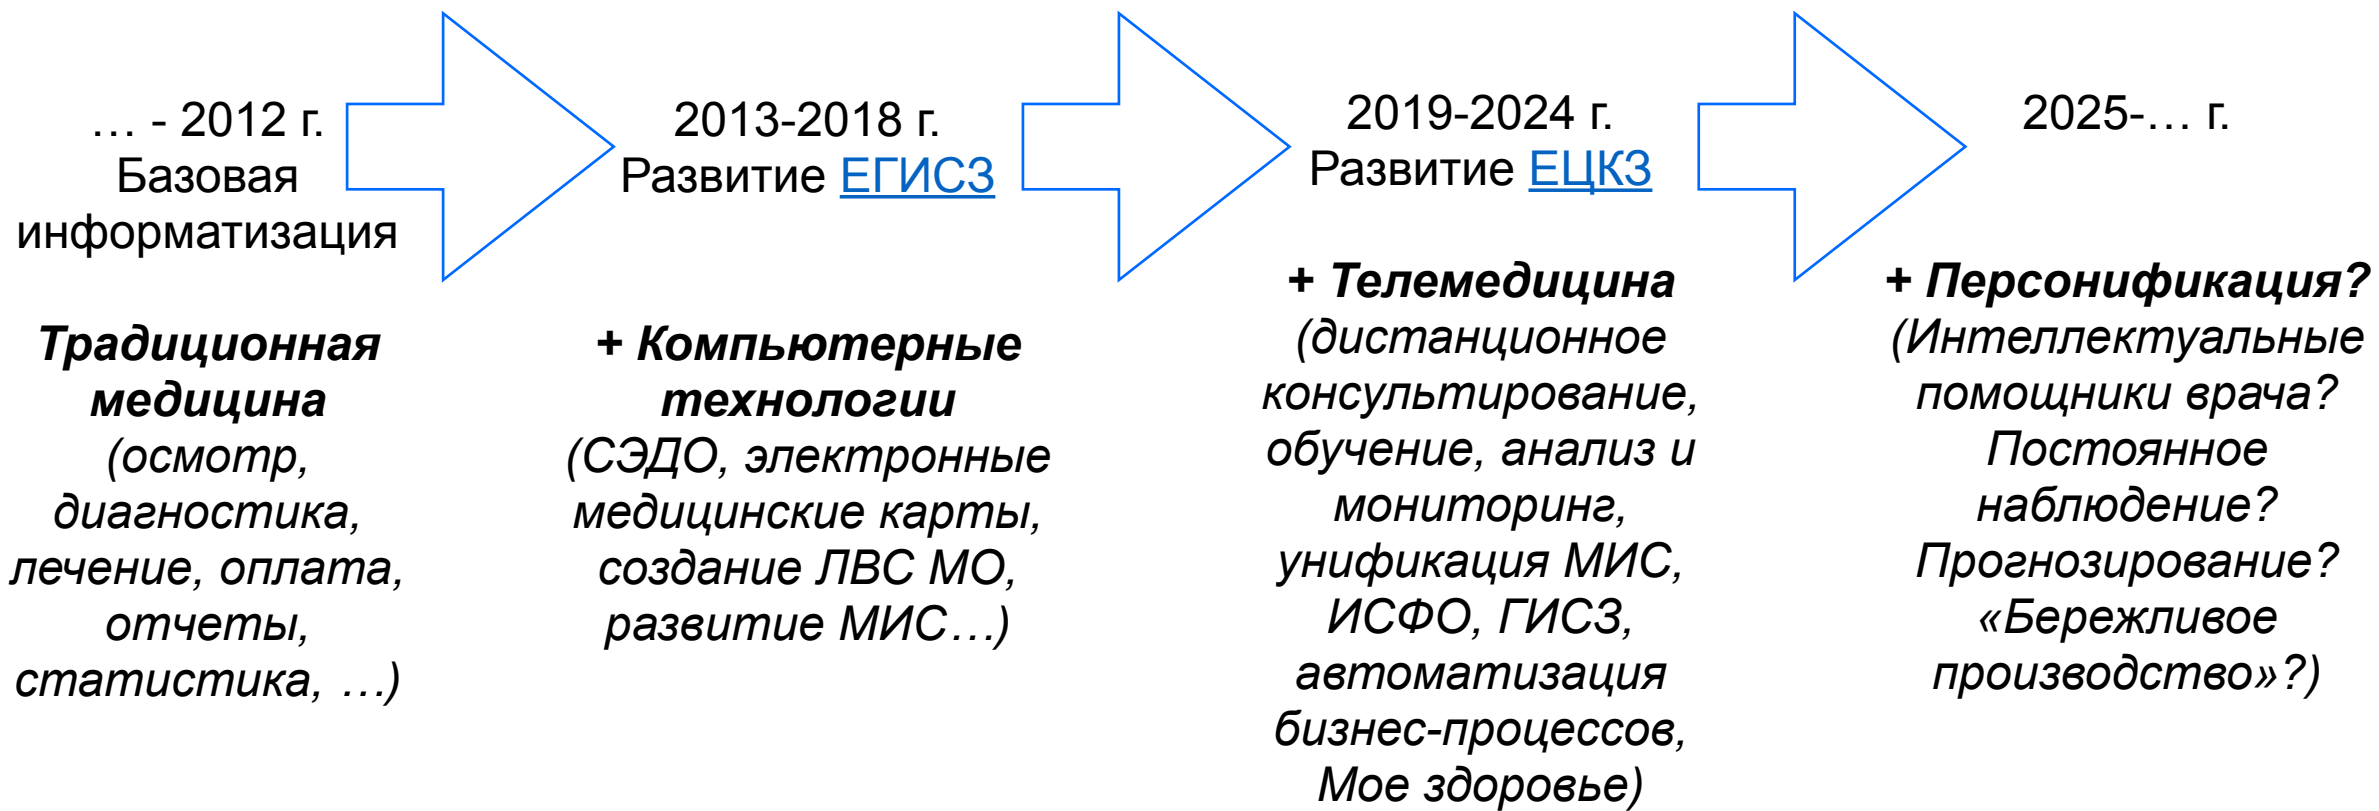 … - 2012 г.
Базовая
информатизация
Традиционная
медицина
(осмотр,
диагностика,
лечение, оплата,
отчеты,
статистика, …)
2013-2018 г.
Развитие ЕГИСЗ
+ Компьютерные
технологии
(СЭДО, электронные
медицинские карты,
создание ЛВС МО,
развитие МИС…)
2019-2024 г.
Развитие ЕЦКЗ
+ Телемедицина
(дистанционное
консультирование,
обучение, анализ и
мониторинг,
унификация МИС,
ИСФО, ГИСЗ,
автоматизация
бизнес-процессов,
Мое здоровье)
2025-… г.
+ Персонификация?
(Интеллектуальные
помощники врача?
Постоянное
наблюдение?
Прогнозирование?
«Бережливое
производство»?)